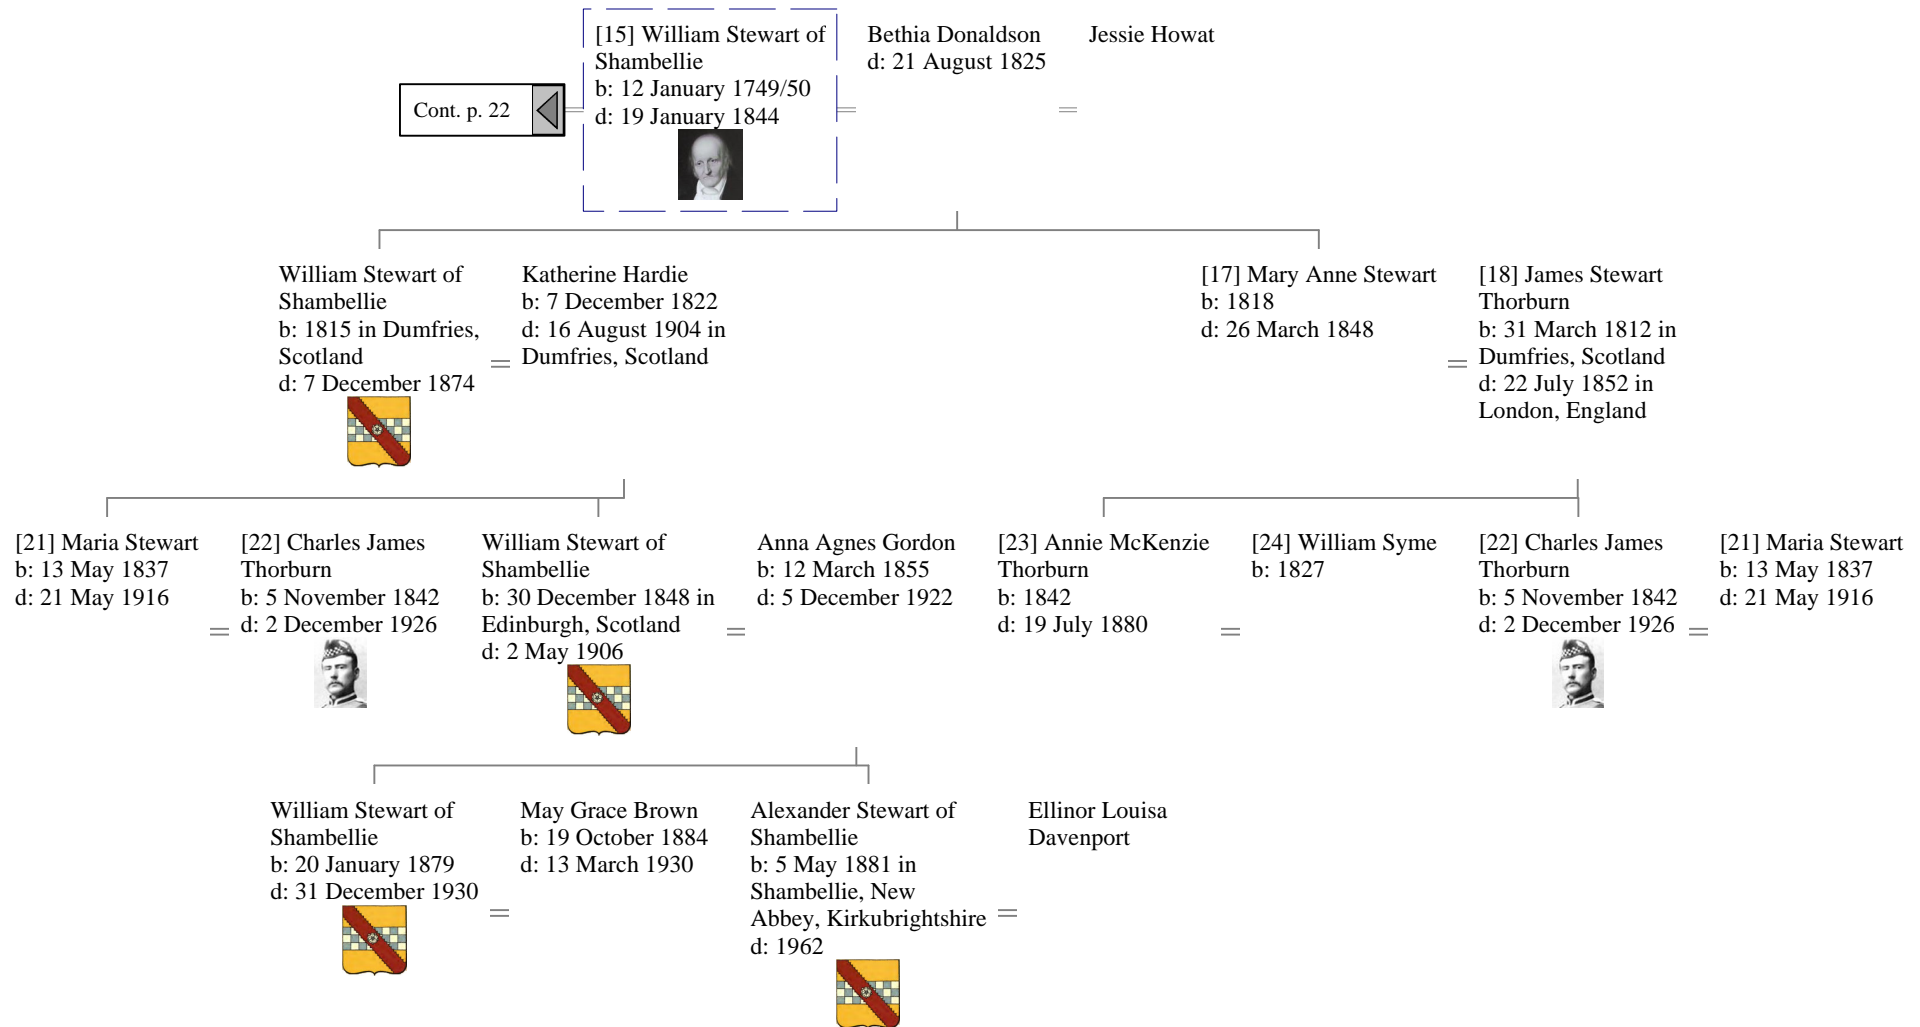 [15] William Stewart of
Shambellie
b: 12 January 1749/50
d: 19 January 1844
Bethia Donaldson
d: 21 August 1825
Jessie Howat
Cont. p. 22
=
=
=
William Stewart of
Shambellie
b: 1815 in Dumfries,
Scotland
d: 7 December 1874
=
Katherine Hardie
b: 7 December 1822
d: 16 August 1904 in
Dumfries, Scotland
[17] Mary Anne Stewart
b: 1818
d: 26 March 1848
=
[18] James Stewart
Thorburn
b: 31 March 1812 in
Dumfries, Scotland
d: 22 July 1852 in
London, England
[21] Maria Stewart
b: 13 May 1837
d: 21 May 1916
=
[22] Charles James
Thorburn
b: 5 November 1842
d: 2 December 1926
William Stewart of
Shambellie
b: 30 December 1848 in
Edinburgh, Scotland
d: 2 May 1906
=
Anna Agnes Gordon
b: 12 March 1855
d: 5 December 1922
[23] Annie McKenzie
Thorburn
b: 1842
d: 19 July 1880
=
[24] William Syme
b: 1827
[22] Charles James
Thorburn
b: 5 November 1842
d: 2 December 1926
=
[21] Maria Stewart
b: 13 May 1837
d: 21 May 1916
William Stewart of
Shambellie
b: 20 January 1879
d: 31 December 1930
=
May Grace Brown
b: 19 October 1884
d: 13 March 1930
Alexander Stewart of
Shambellie
b: 5 May 1881 in
Shambellie, New
Abbey, Kirkubrightshire
d: 1962
=
Ellinor Louisa
Davenport